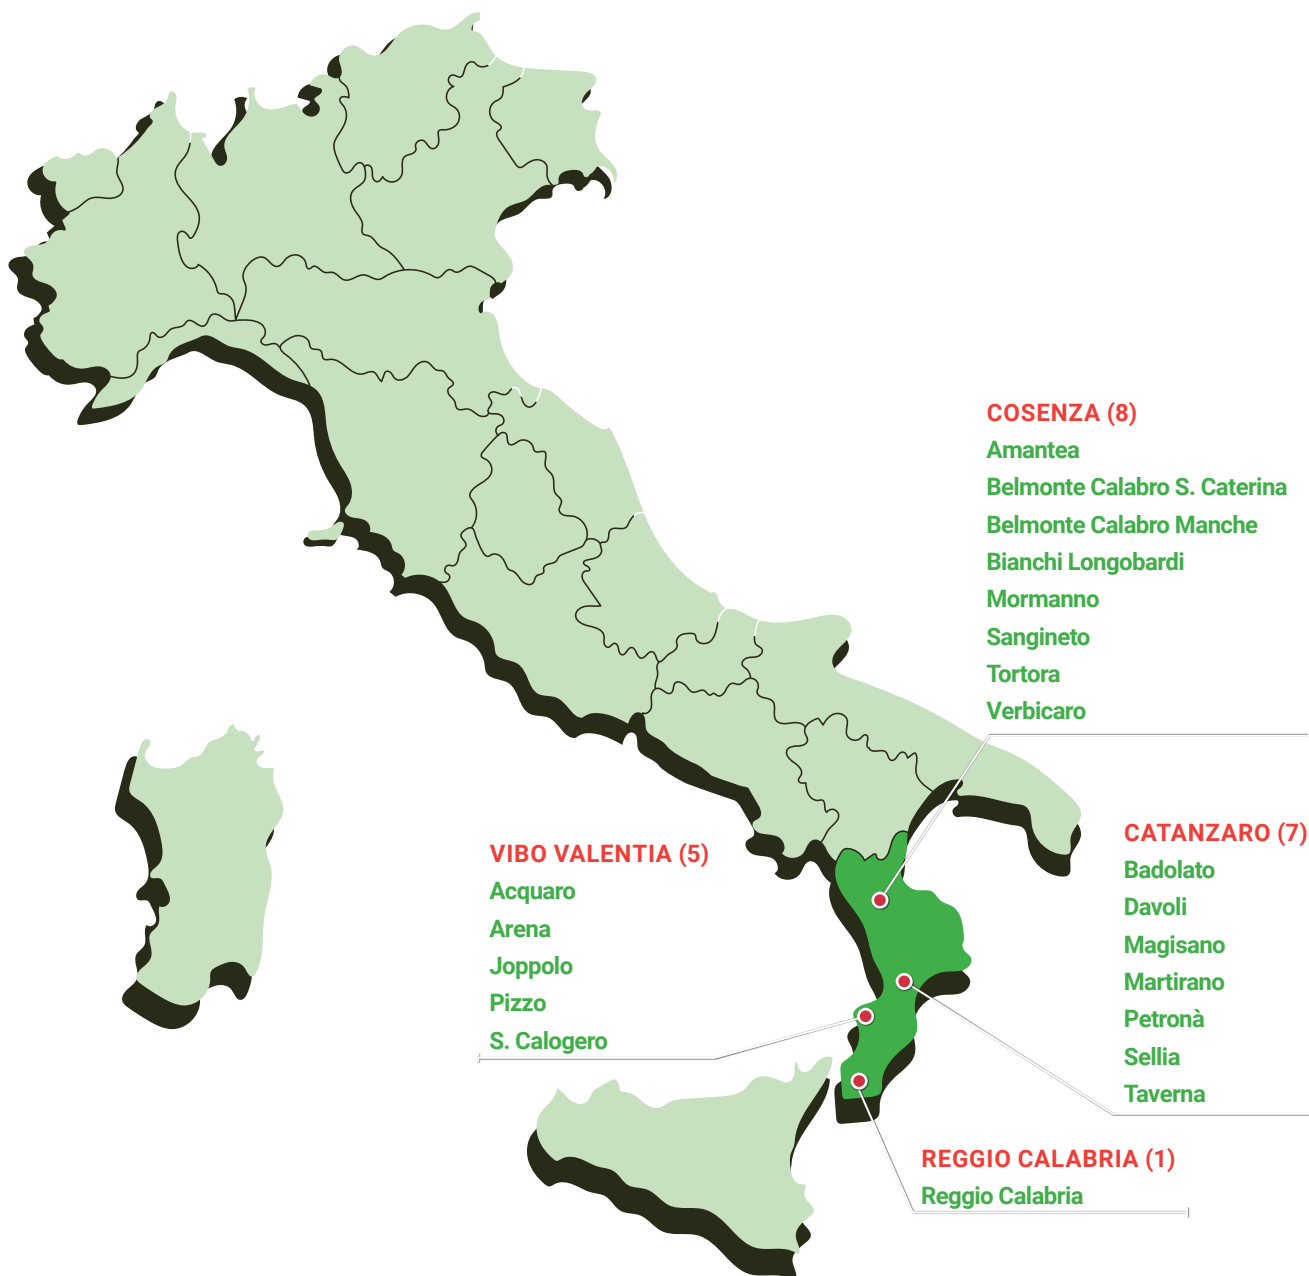 COSENZA (8)
Amantea
Belmonte Calabro S. Caterina
Belmonte Calabro Manche
Bianchi Longobardi
Mormanno
Sangineto
Tortora
Verbicaro
VIBO VALENTIA (5)
Acquaro
Arena
Joppolo
Pizzo
S. Calogero
CATANZARO (7)
Badolato
Davoli
Magisano
Martirano
Petronà
Sellia
Taverna
REGGIO CALABRIA (1)
Reggio Calabria